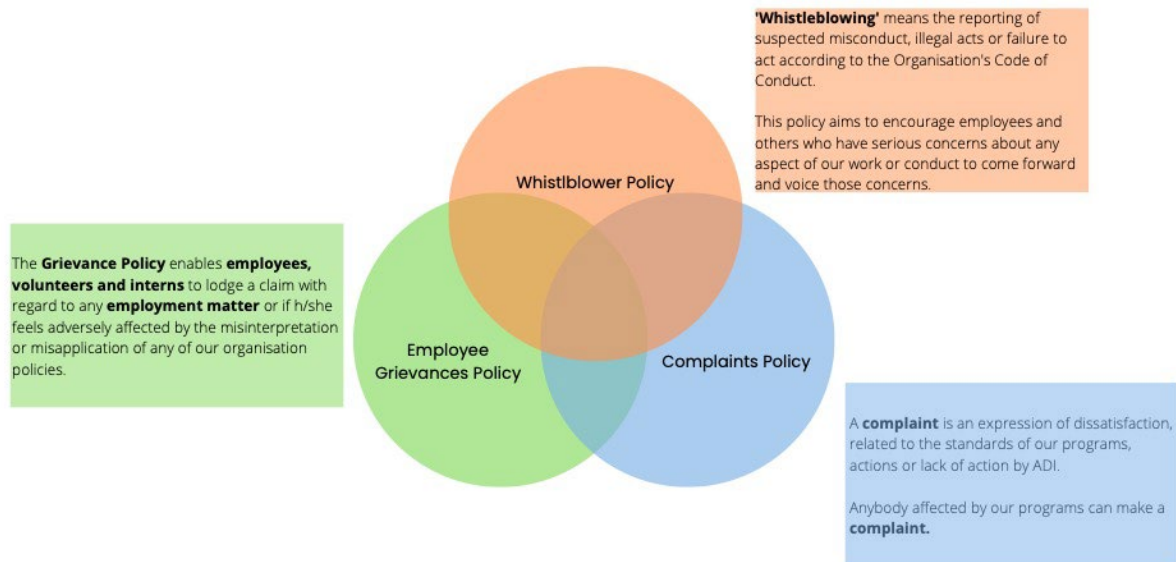 'Whistleblowing' means the reporting of
suspected misconduct, illegal acts or failure to
act according to the Organisation's Code of
Conduct.
This policy aims to encourage employees and
others who have serious concerns about any
aspect of our work or conduct to come forward
and voice those concerns.
Whistlblower Policy
The Grievance Policy enables employees,
volunteers and interns to lodge a claim with
regard to any employment matter or if h/she
feels adversely affected by the misinterpretation
or misapplication of any of our organisation
policies.
Employee
Grievances Policy
Complaints Policy
A complaint is an expression of dissatisfaction,
related to the standards of our programs,
actions or lack of action by ADI.
Anybody affected by our programs can make a
complaint.